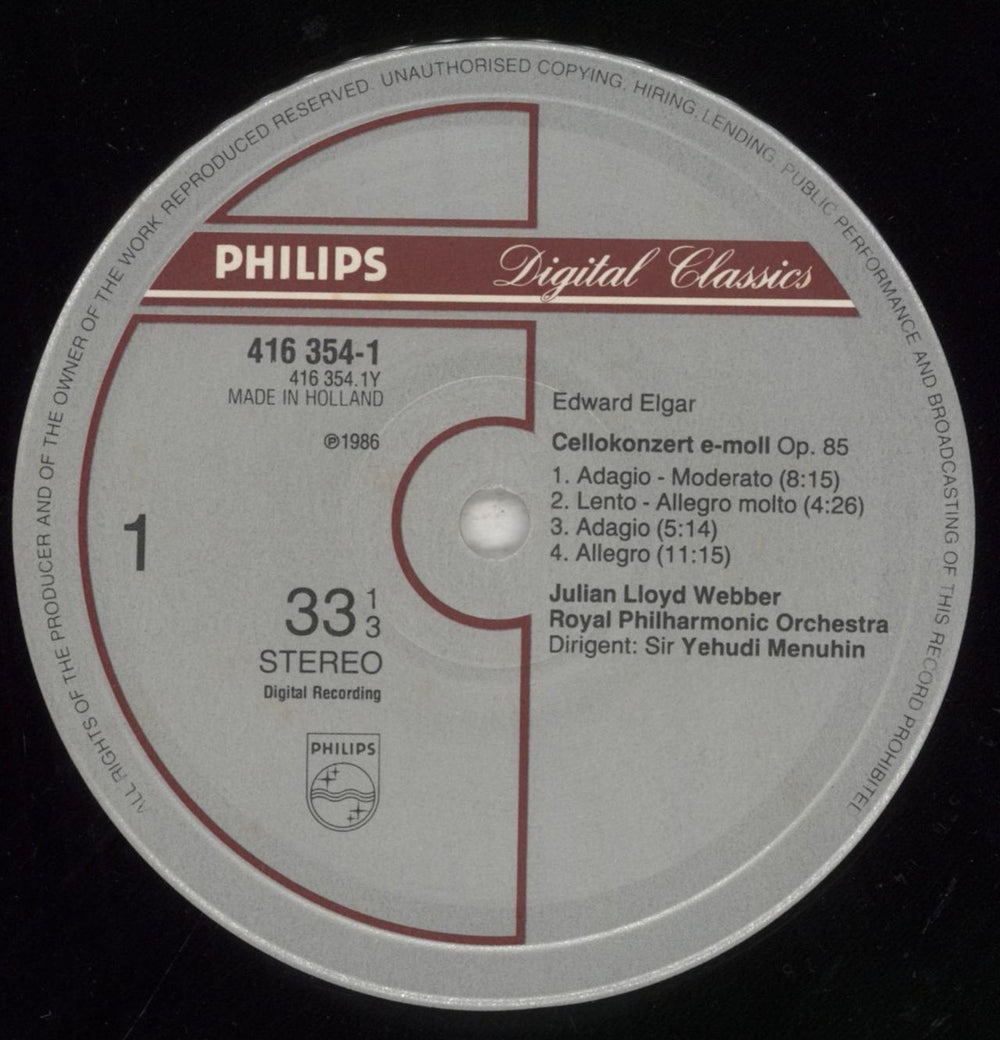 ALL RIGHTS OF THE PRODUCER AND OF THE OWNER OF THE WORK REPRODUCED RESERVED. UNAUTHORISED COPYING, HIRING, LENDING, PUBLIC PERFORMANCE AND BROADCASTING OF THIS RECORD PROHIBITED
PHILIPS Digital Classics
416 354-1
416 354.1Y
MADE IN HOLLAND
℗1986
1
33 1/3
STEREO
Digital Recording
PHILIPS
Edward Elgar
Cellokonzert e-moll Op. 85
1. Adagio - Moderato (8:15)
2. Lento - Allegro molto (4:26)
3. Adagio (5:14)
4. Allegro (11:15)
Julian Lloyd Webber
Royal Philharmonic Orchestra
Dirigent: Sir Yehudi Menuhin